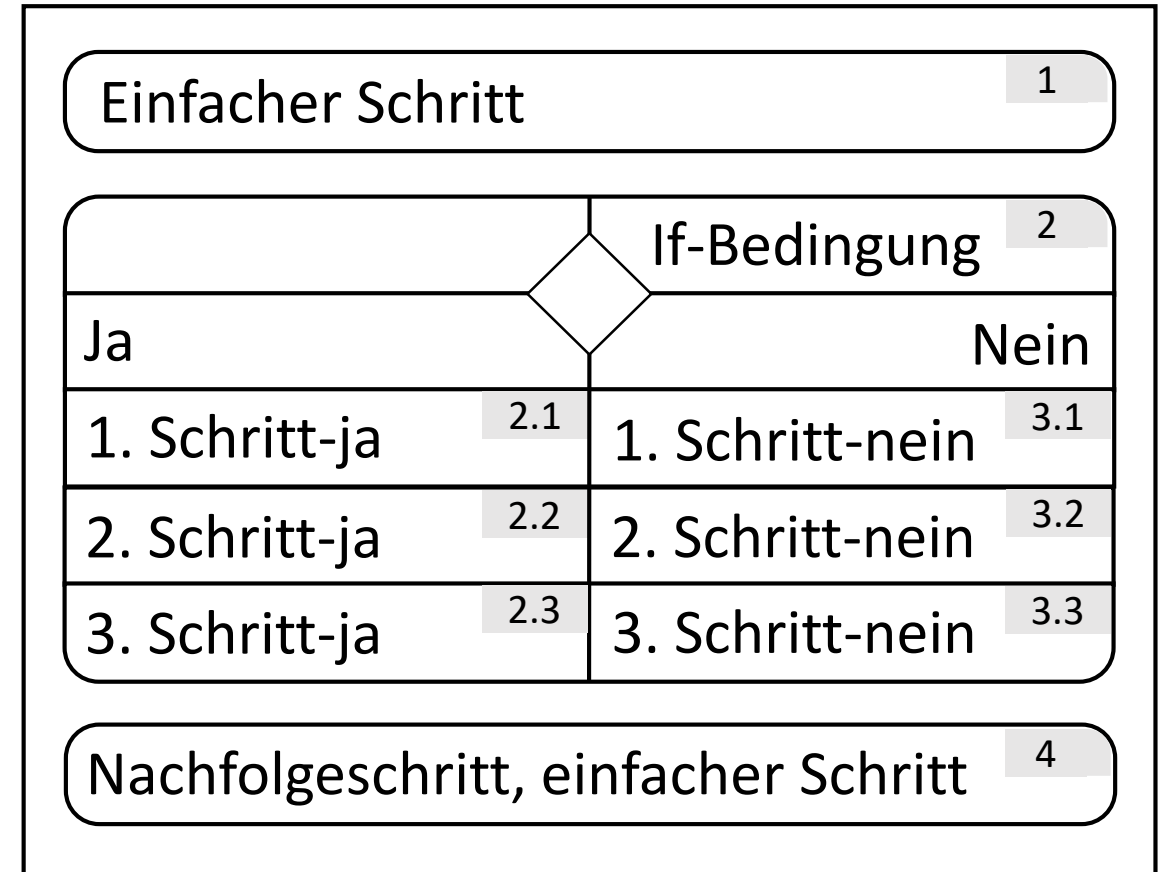 Einfacher Schritt 1
If-Bedingung 2
Ja Nein
1. Schritt-ja 2.1 1. Schritt-nein 3.1
2. Schritt-ja 2.2 2. Schritt-nein 3.2
3. Schritt-ja 2.3 3. Schritt-nein 3.3
Nachfolgeschritt, einfacher Schritt 4